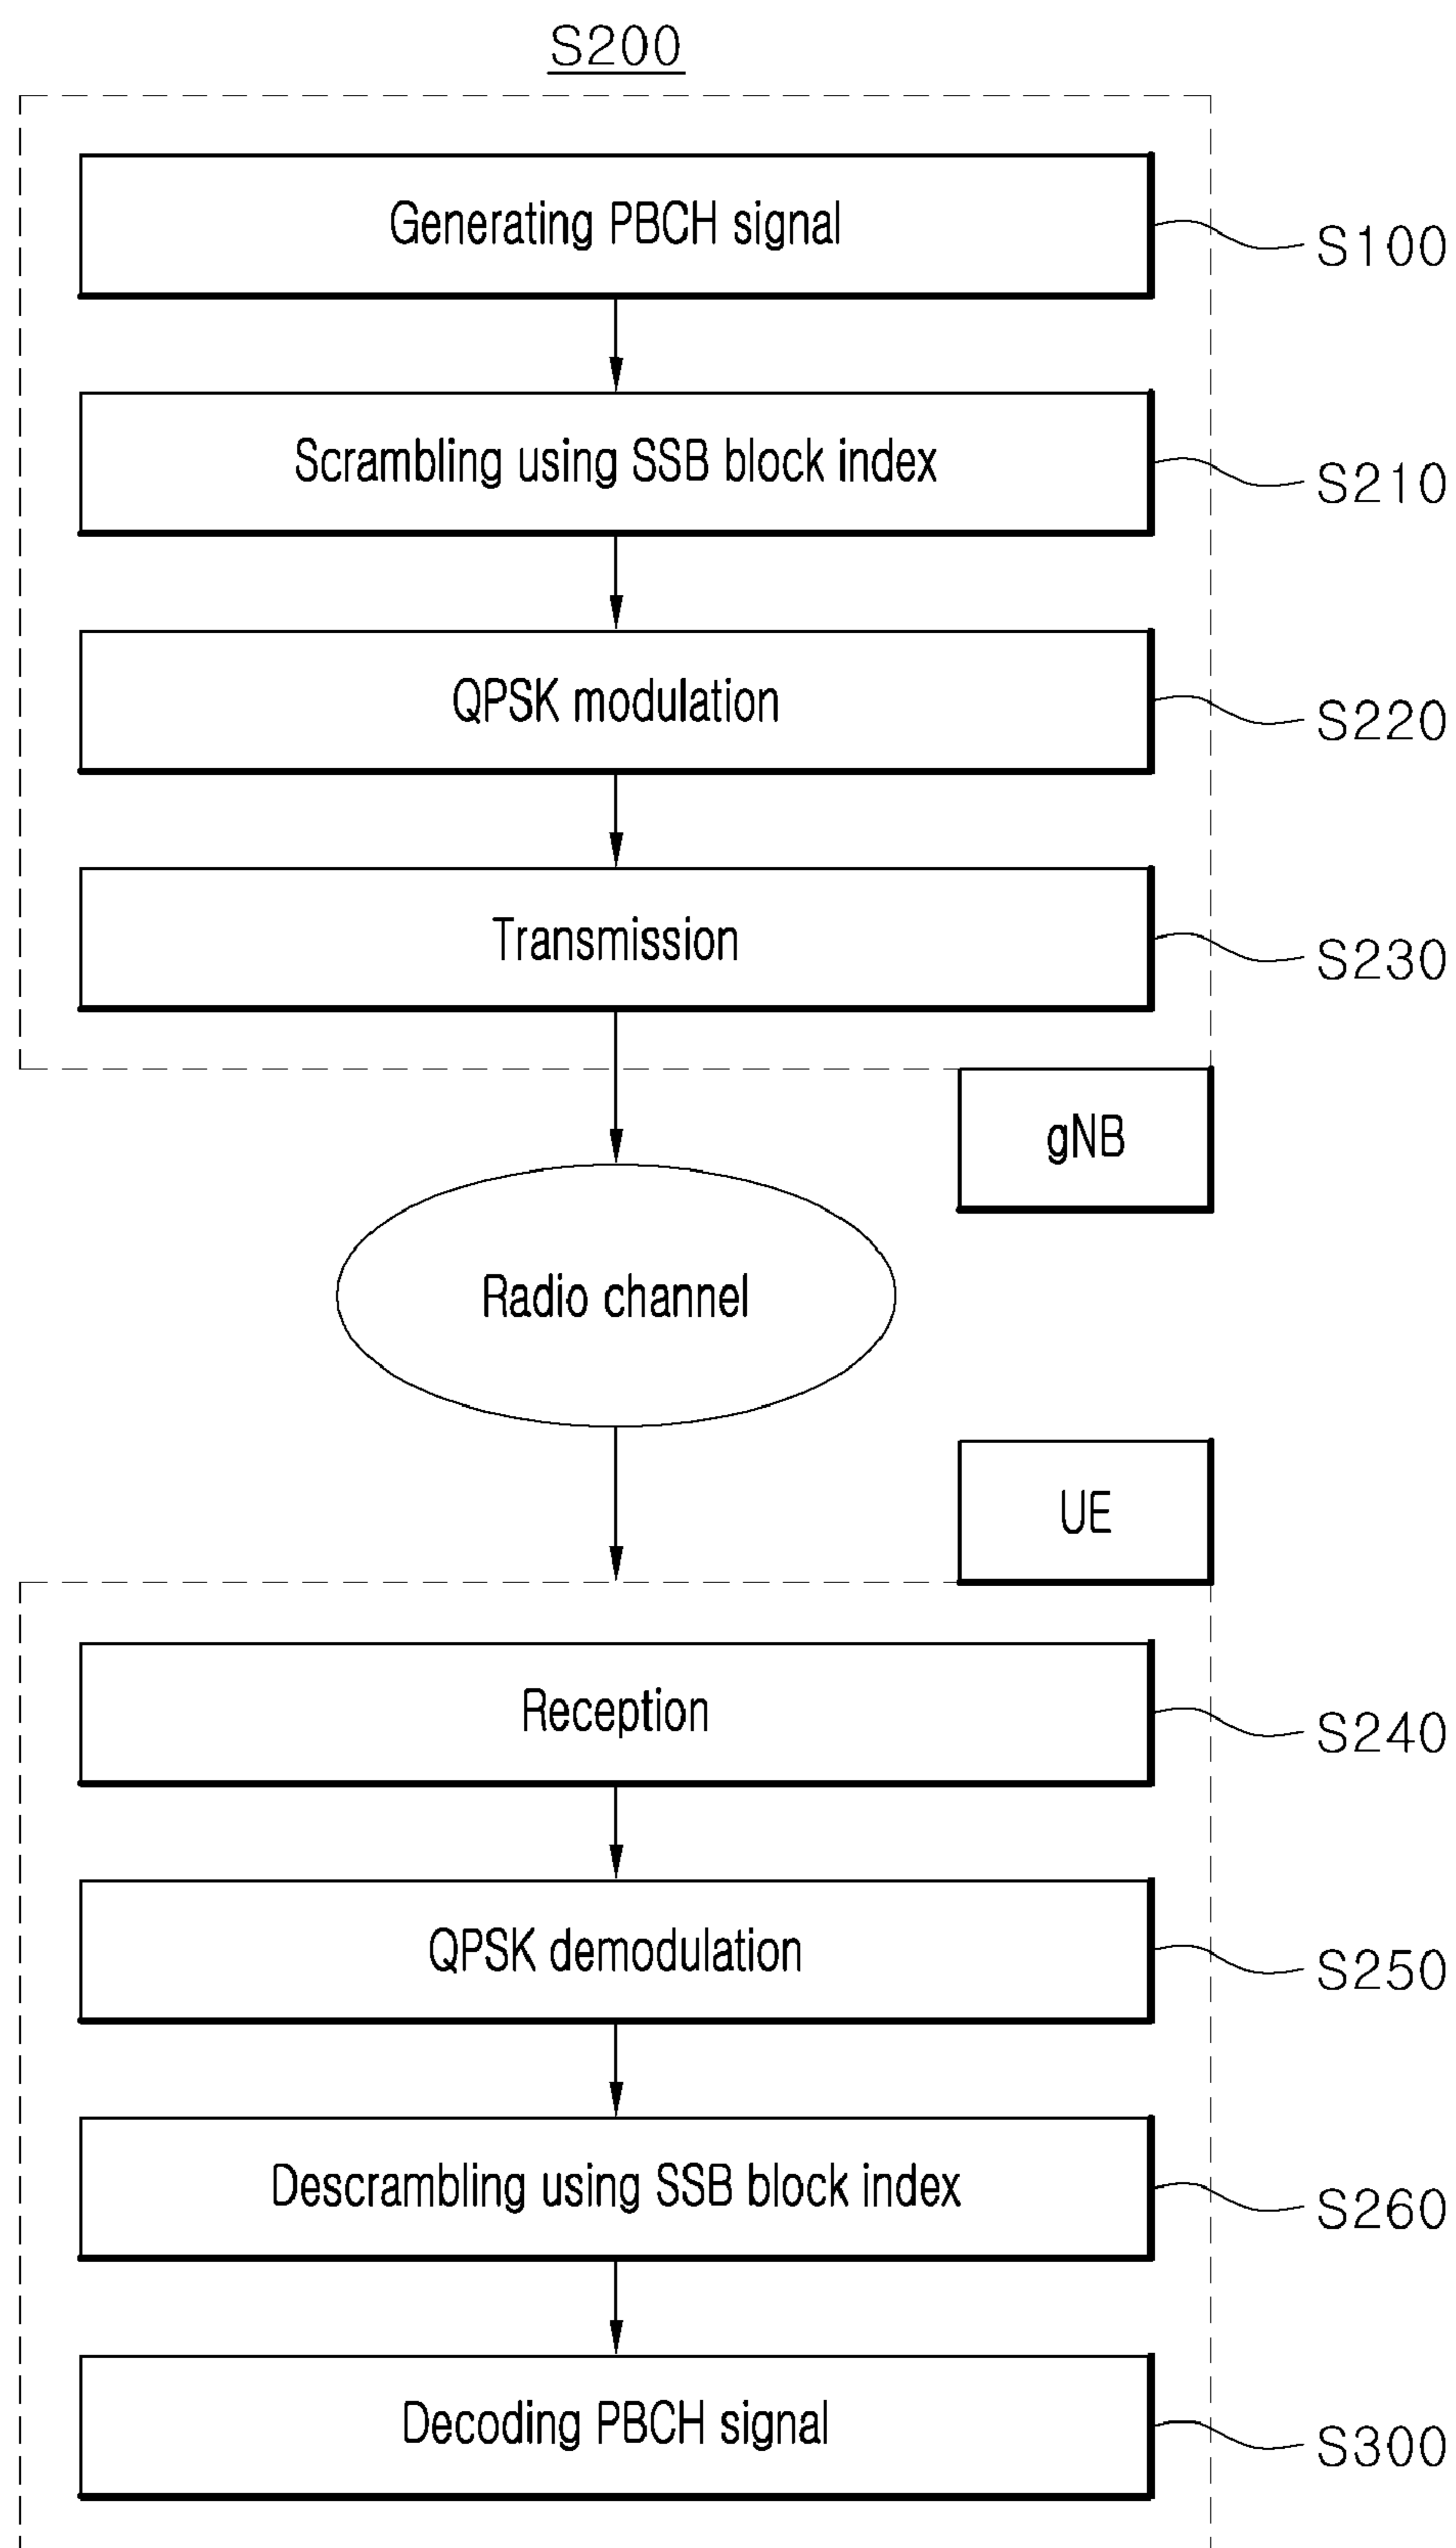 S200
Generating PBCH signal
S100
Scrambling using SSB block index
S210
QPSK modulation
S220
Transmission
S230
gNB
Radio channel
UE
Reception
S240
QPSK demodulation
S250
Descrambling using SSB block index
S260
Decoding PBCH signal
S300